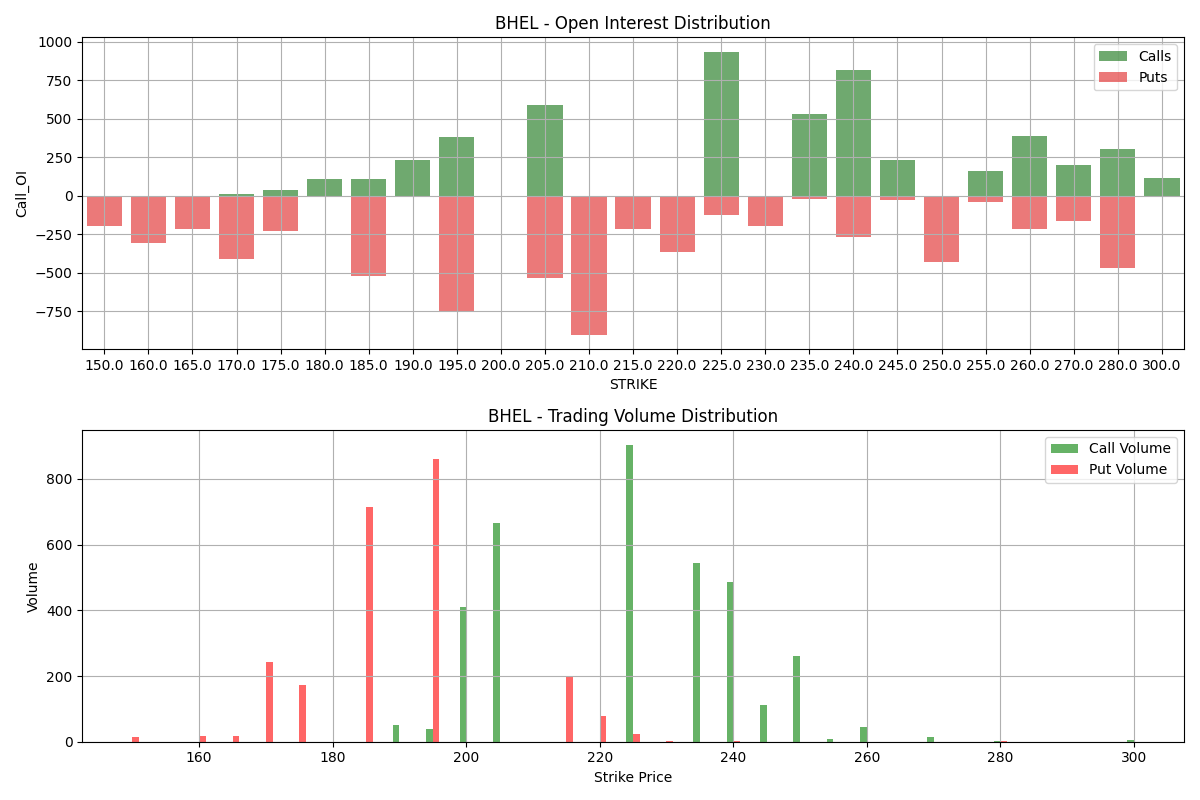 BHEL - Open Interest Distribution
1000
750
500
250
0
−250
−500
−750
Call_OI
Calls
Puts
150.0 160.0 165.0 170.0 175.0 180.0 185.0 190.0 195.0 200.0 205.0 210.0 215.0 220.0 225.0 230.0 235.0 240.0 245.0 250.0 255.0 260.0 270.0 280.0 300.0
STRIKE
BHEL - Trading Volume Distribution
800
600
400
200
0
Volume
Call Volume
Put Volume
160 180 200 220 240 260 280 300
Strike Price